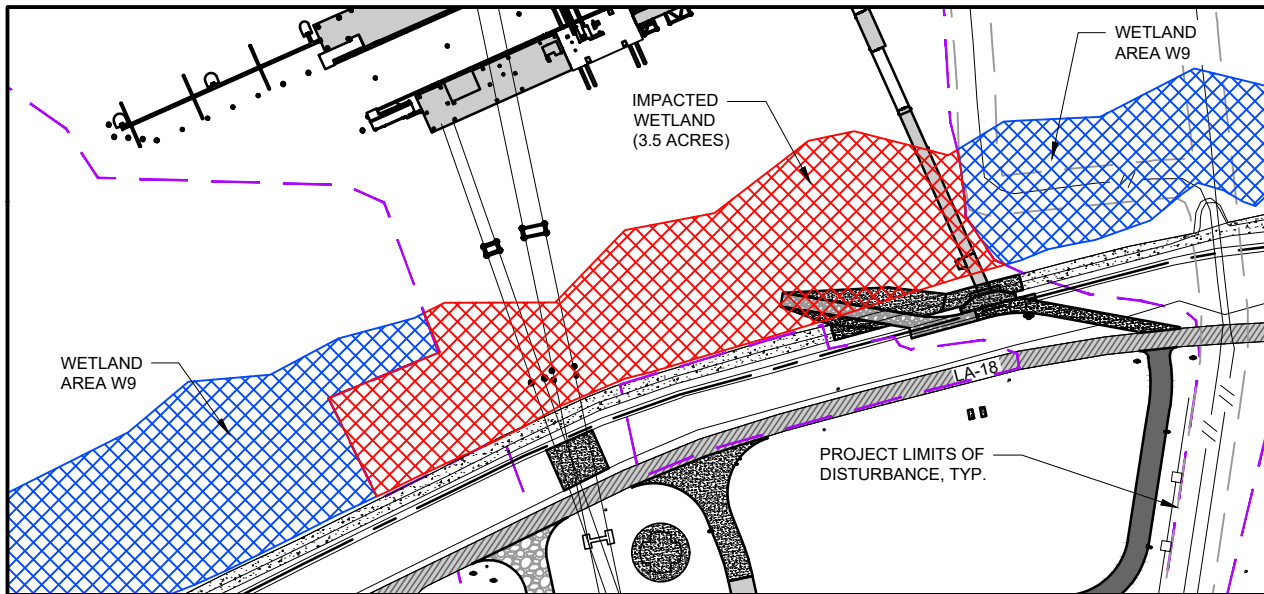 WETLAND
AREA W9
IMPACTED
WETLAND
(3.5 ACRES)
WETLAND
AREA W9
LA-18
PROJECT LIMITS OF
DISTURBANCE, TYP.